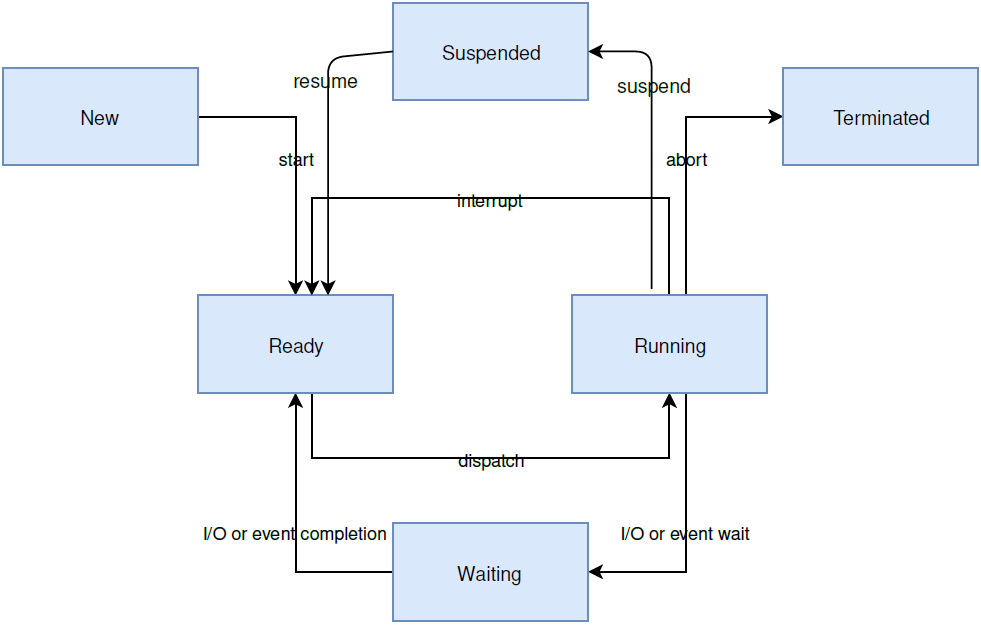 Suspended
resume
suspend
New
Terminated
start
abort
interrupt
Ready
Running
dispatch
I/O or event completion
I/O or event wait
Waiting